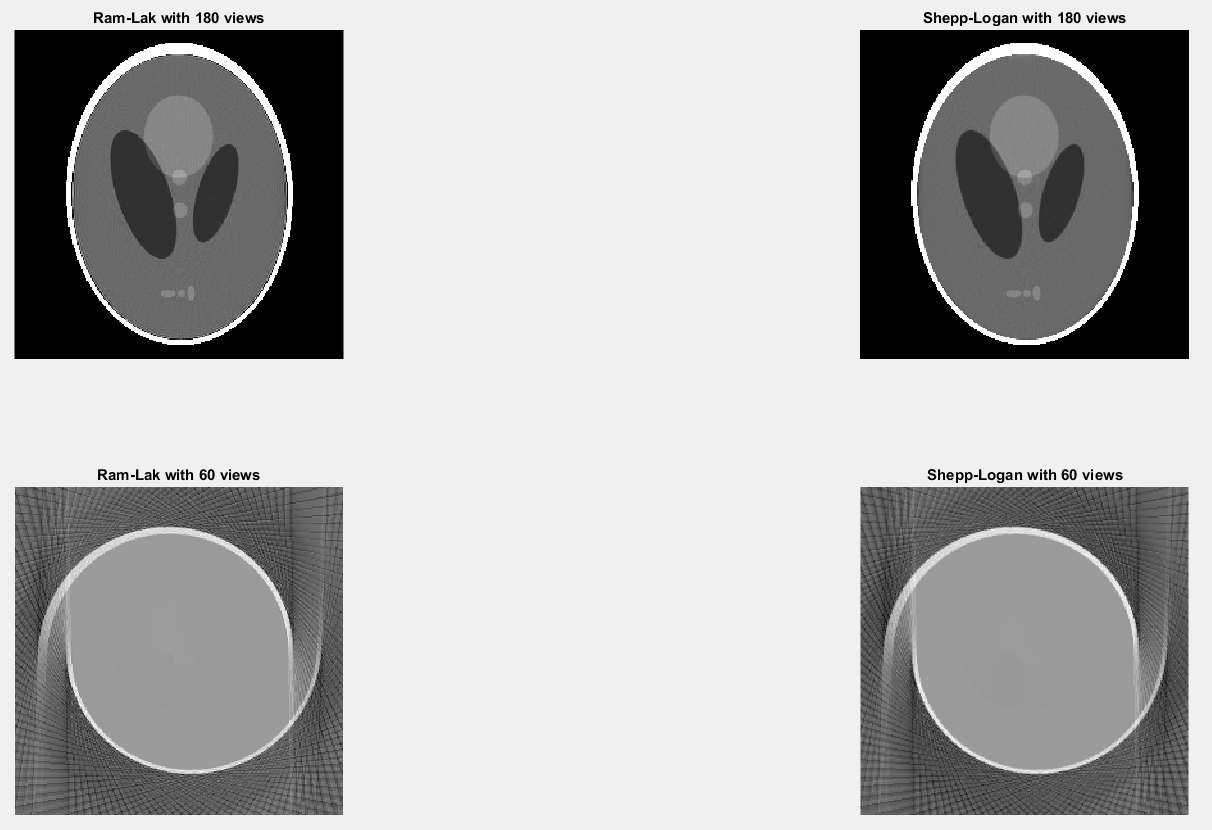 Ram-Lak with 180 views
Shepp-Logan with 180 views
Ram-Lak with 60 views
Shepp-Logan with 60 views